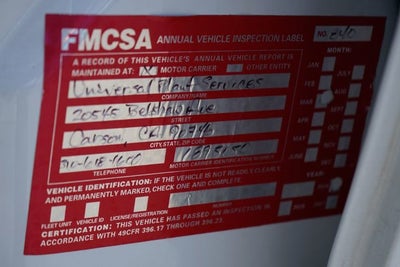 FMCSA ANNUAL VEHICLE INSPECTION LABEL NO.
A RECORD OF THIS VEHICLE'S ANNUAL VEHICLE REPORT IS
MAINTAINED AT: MOTOR CARRIER OTHER ENTITY
MONTH:
Universal Plant Services
COMPANY/NAME
JAN JULY
20545 Belshaw Ave
STREET
FEB AUG
Carson, CA 90746
CITY, STATE, ZIP CODE
MAR
310-618-1600
TELEPHONE MOTOR CARRIER IDENTIFICATION NUMBER
APR
MAY
JUNE
VEHICLE IDENTIFICATION: IF THE VEHICLE IS NOT READILY, CLEARLY,
AND PERMANENTLY MARKED, CHECK ONE AND COMPLETE
YEAR
FLEET UNIT VEHICLE ID LICENSE/REGISTRATION
CERTIFICATION: THIS VEHICLE HAS PASSED AN INSPECTION IN
ACCORDANCE WITH 49CFR 396.17 THROUGH 396.23.